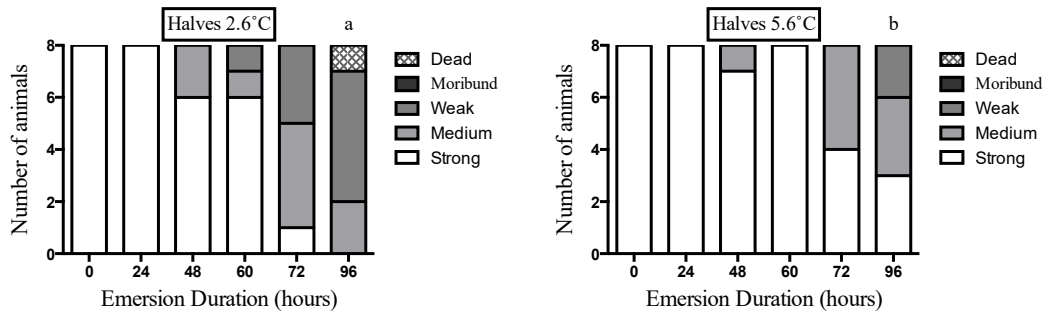 Halves 2.6˚C
a
8
6
4
2
0
Number of animals
0 24 48 60 72 96
Emersion Duration (hours)
Dead
Moribund
Weak
Medium
Strong
Halves 5.6˚C
b
8
6
4
2
0
Number of animals
0 24 48 60 72 96
Emersion Duration (hours)
Dead
Moribund
Weak
Medium
Strong